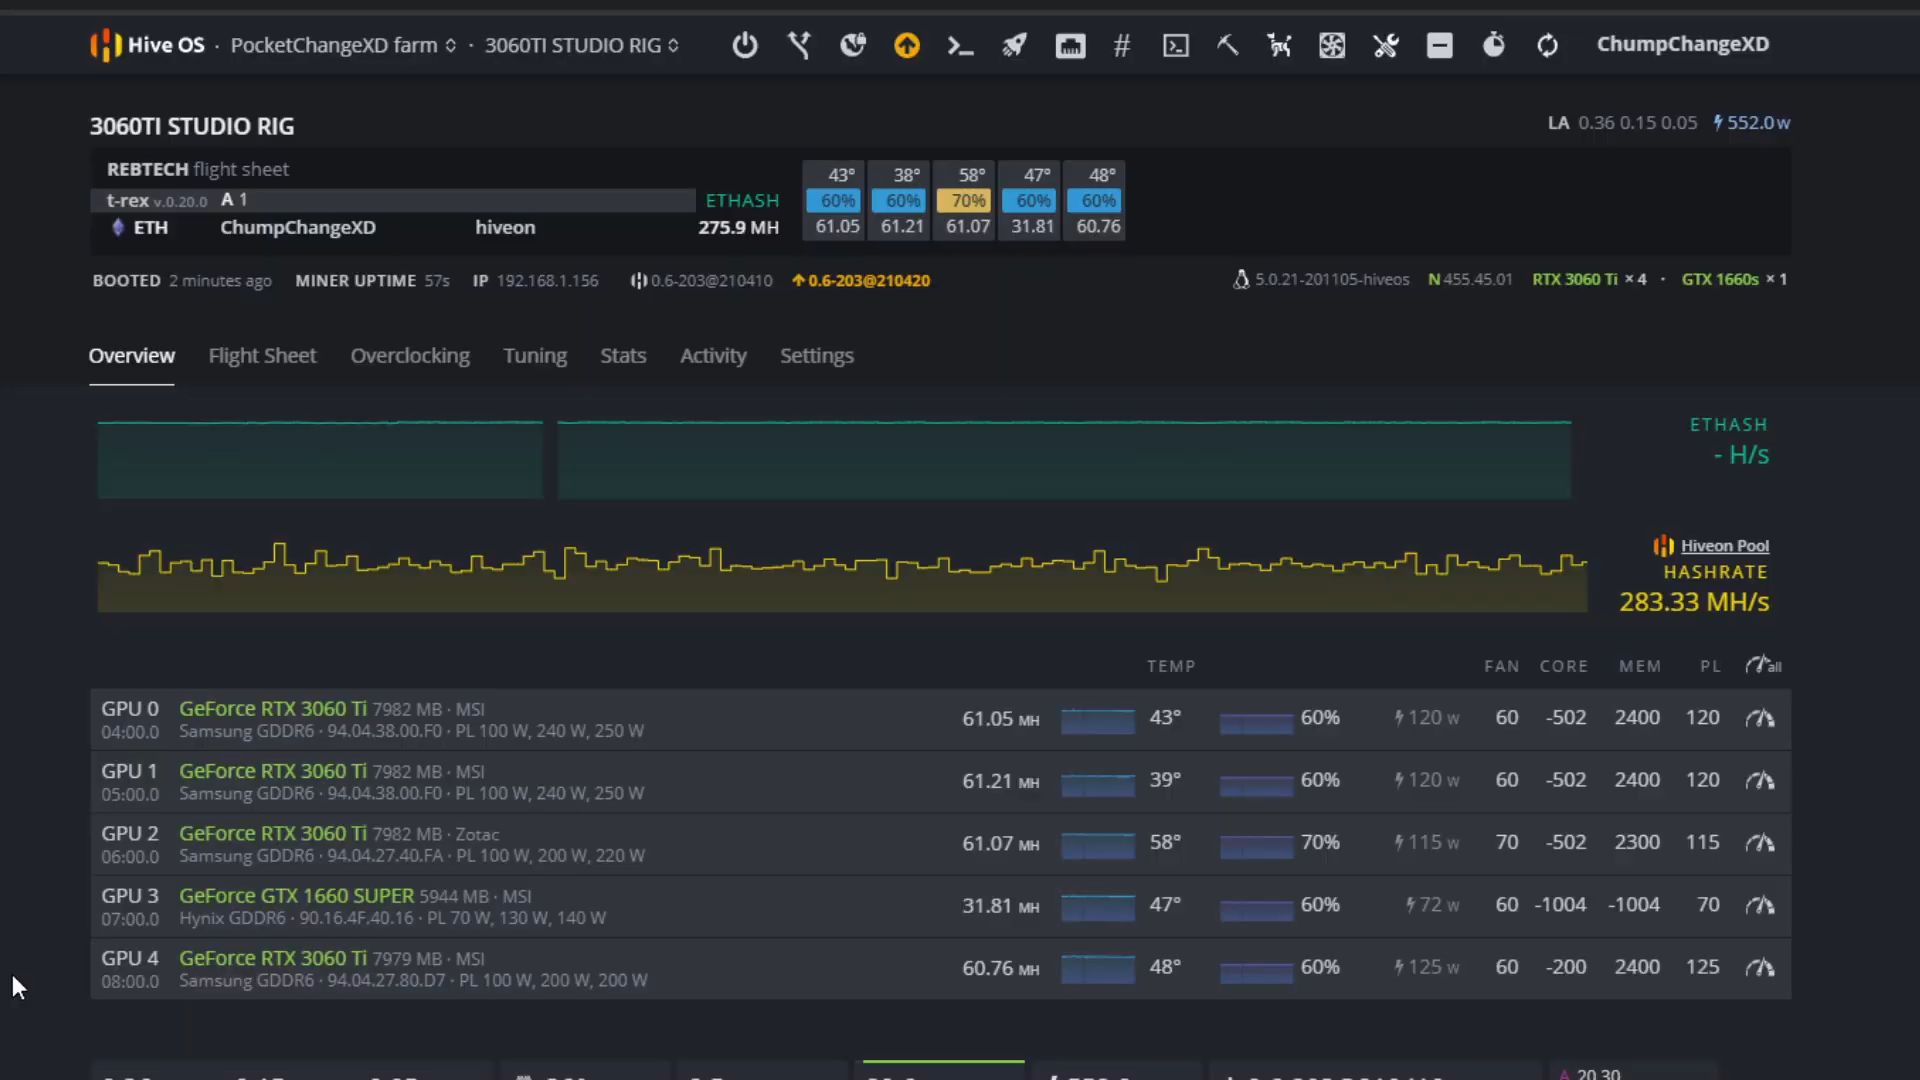 Hive OS · PocketChangeXD farm · 3060TI STUDIO RIG # ChumpChangeXD
3060TI STUDIO RIG LA 0.36 0.15 0.05 552.0 w
REBTECH flight sheet 43° 38° 58° 47° 48°
t-rex v.0.20.0 A 1 ETHASH 60% 60% 70% 60% 60%
ETH ChumpChangeXD hiveon 275.9 MH 61.05 61.21 61.07 31.81 60.76
BOOTED 2 minutes ago MINER UPTIME 57s IP 192.168.1.156 0.6-203@210410 0.6-203@210420 5.0.21-201105-hiveos N 455.45.01 RTX 3060 Ti × 4 · GTX 1660s × 1
Overview Flight Sheet Overclocking Tuning Stats Activity Settings
ETHASH
- H/s
Hiveon Pool
HASHRATE
283.33 MH/s
TEMP FAN CORE MEM PL all
GPU 0 GeForce RTX 3060 Ti 7982 MB · MSI 61.05 MH 43° 60% 120 w 60 -502 2400 120
04:00.0 Samsung GDDR6 · 94.04.38.00.F0 · PL 100 W, 240 W, 250 W
GPU 1 GeForce RTX 3060 Ti 7982 MB · MSI 61.21 MH 39° 60% 120 w 60 -502 2400 120
05:00.0 Samsung GDDR6 · 94.04.38.00.F0 · PL 100 W, 240 W, 250 W
GPU 2 GeForce RTX 3060 Ti 7982 MB · Zotac 61.07 MH 58° 70% 115 w 70 -502 2300 115
06:00.0 Samsung GDDR6 · 94.04.27.40.FA · PL 100 W, 200 W, 220 W
GPU 3 GeForce GTX 1660 SUPER 5944 MB · MSI 31.81 MH 47° 60% 72 w 60 -1004 -1004 70
07:00.0 Hynix GDDR6 · 90.16.4F.40.16 · PL 70 W, 130 W, 140 W
GPU 4 GeForce RTX 3060 Ti 7979 MB · MSI 60.76 MH 48° 60% 125 w 60 -200 2400 125
08:00.0 Samsung GDDR6 · 94.04.27.80.D7 · PL 100 W, 200 W, 200 W
A 20.30